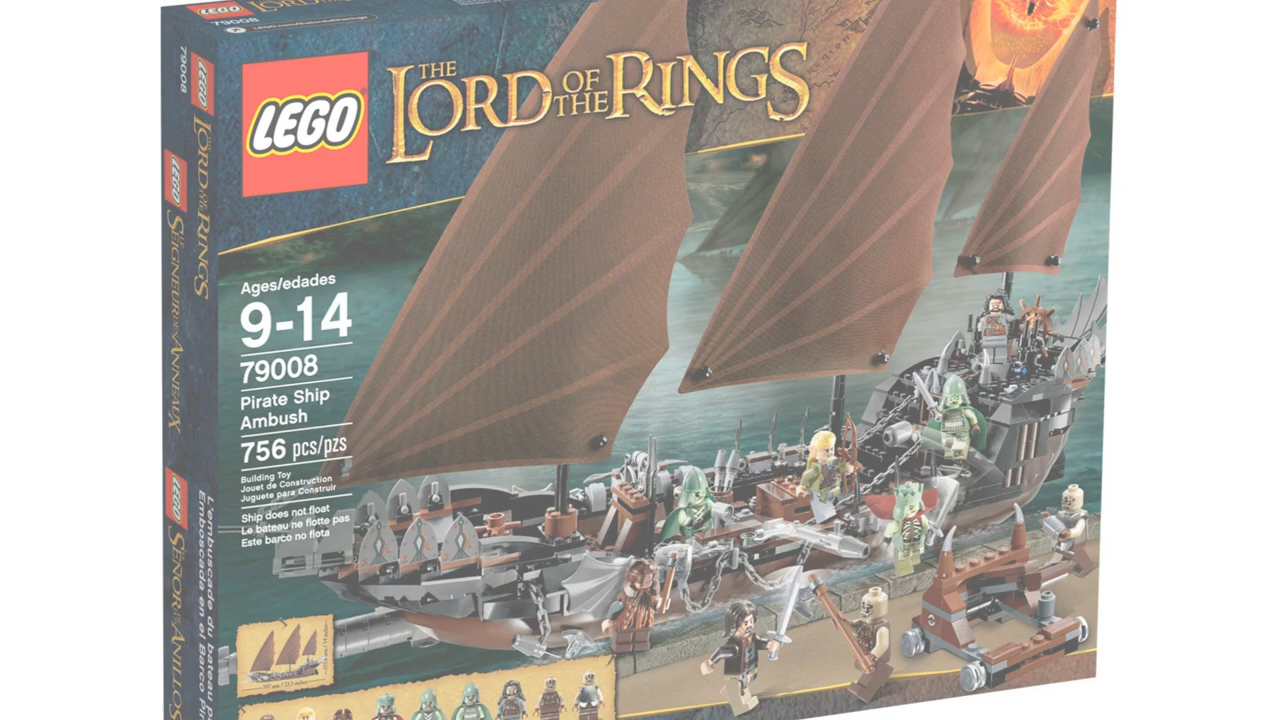 79008
LEGO
THE
LORD OF THE RINGS
Ages/edades
9-14
79008
Pirate Ship
Ambush
756 pcs/pzs
Building Toy
Jouet de Construction
Juguete para Construir
Ship does not float
Le bateau ne flotte pas
Este barco no flota
79008
LEGO
THE LORD OF THE RINGS
LEGO
LE SEIGNEUR DES ANNEAUX
LEGO
SEÑOR DE LOS ANILLOS
L'embuscade du bateau
Emboscada en el Barco